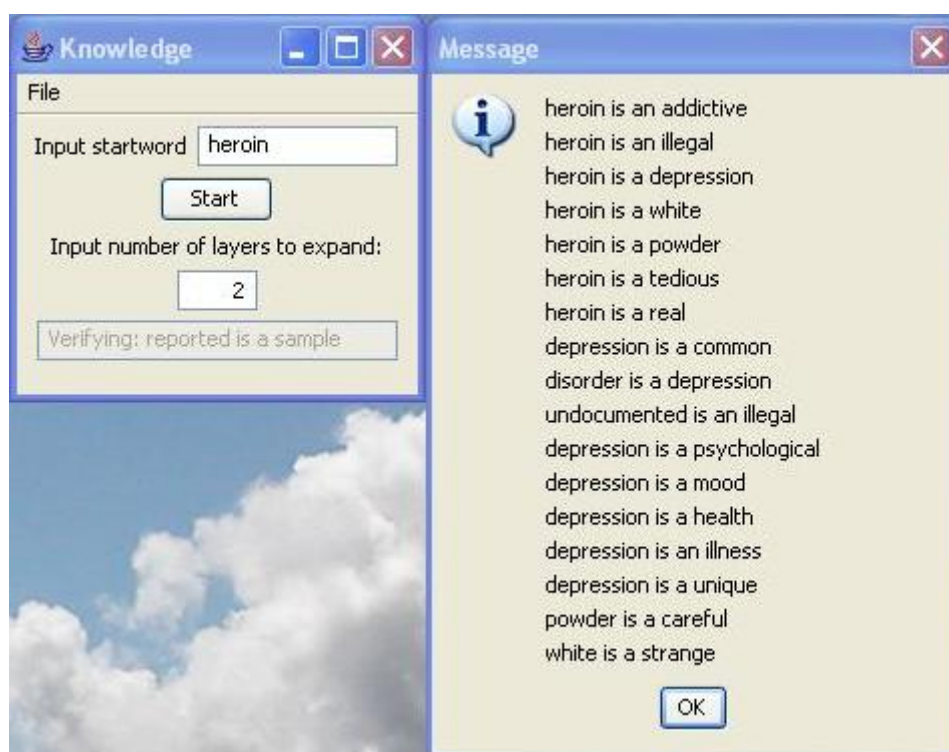 Knowledge
File
Input startword heroin
Start
Input number of layers to expand:
2
Verifying: reported is a sample
Message
heroin is an addictive
heroin is an illegal
heroin is a depression
heroin is a white
heroin is a powder
heroin is a tedious
heroin is a real
depression is a common
disorder is a depression
undocumented is an illegal
depression is a psychological
depression is a mood
depression is a health
depression is an illness
depression is a unique
powder is a careful
white is a strange
OK